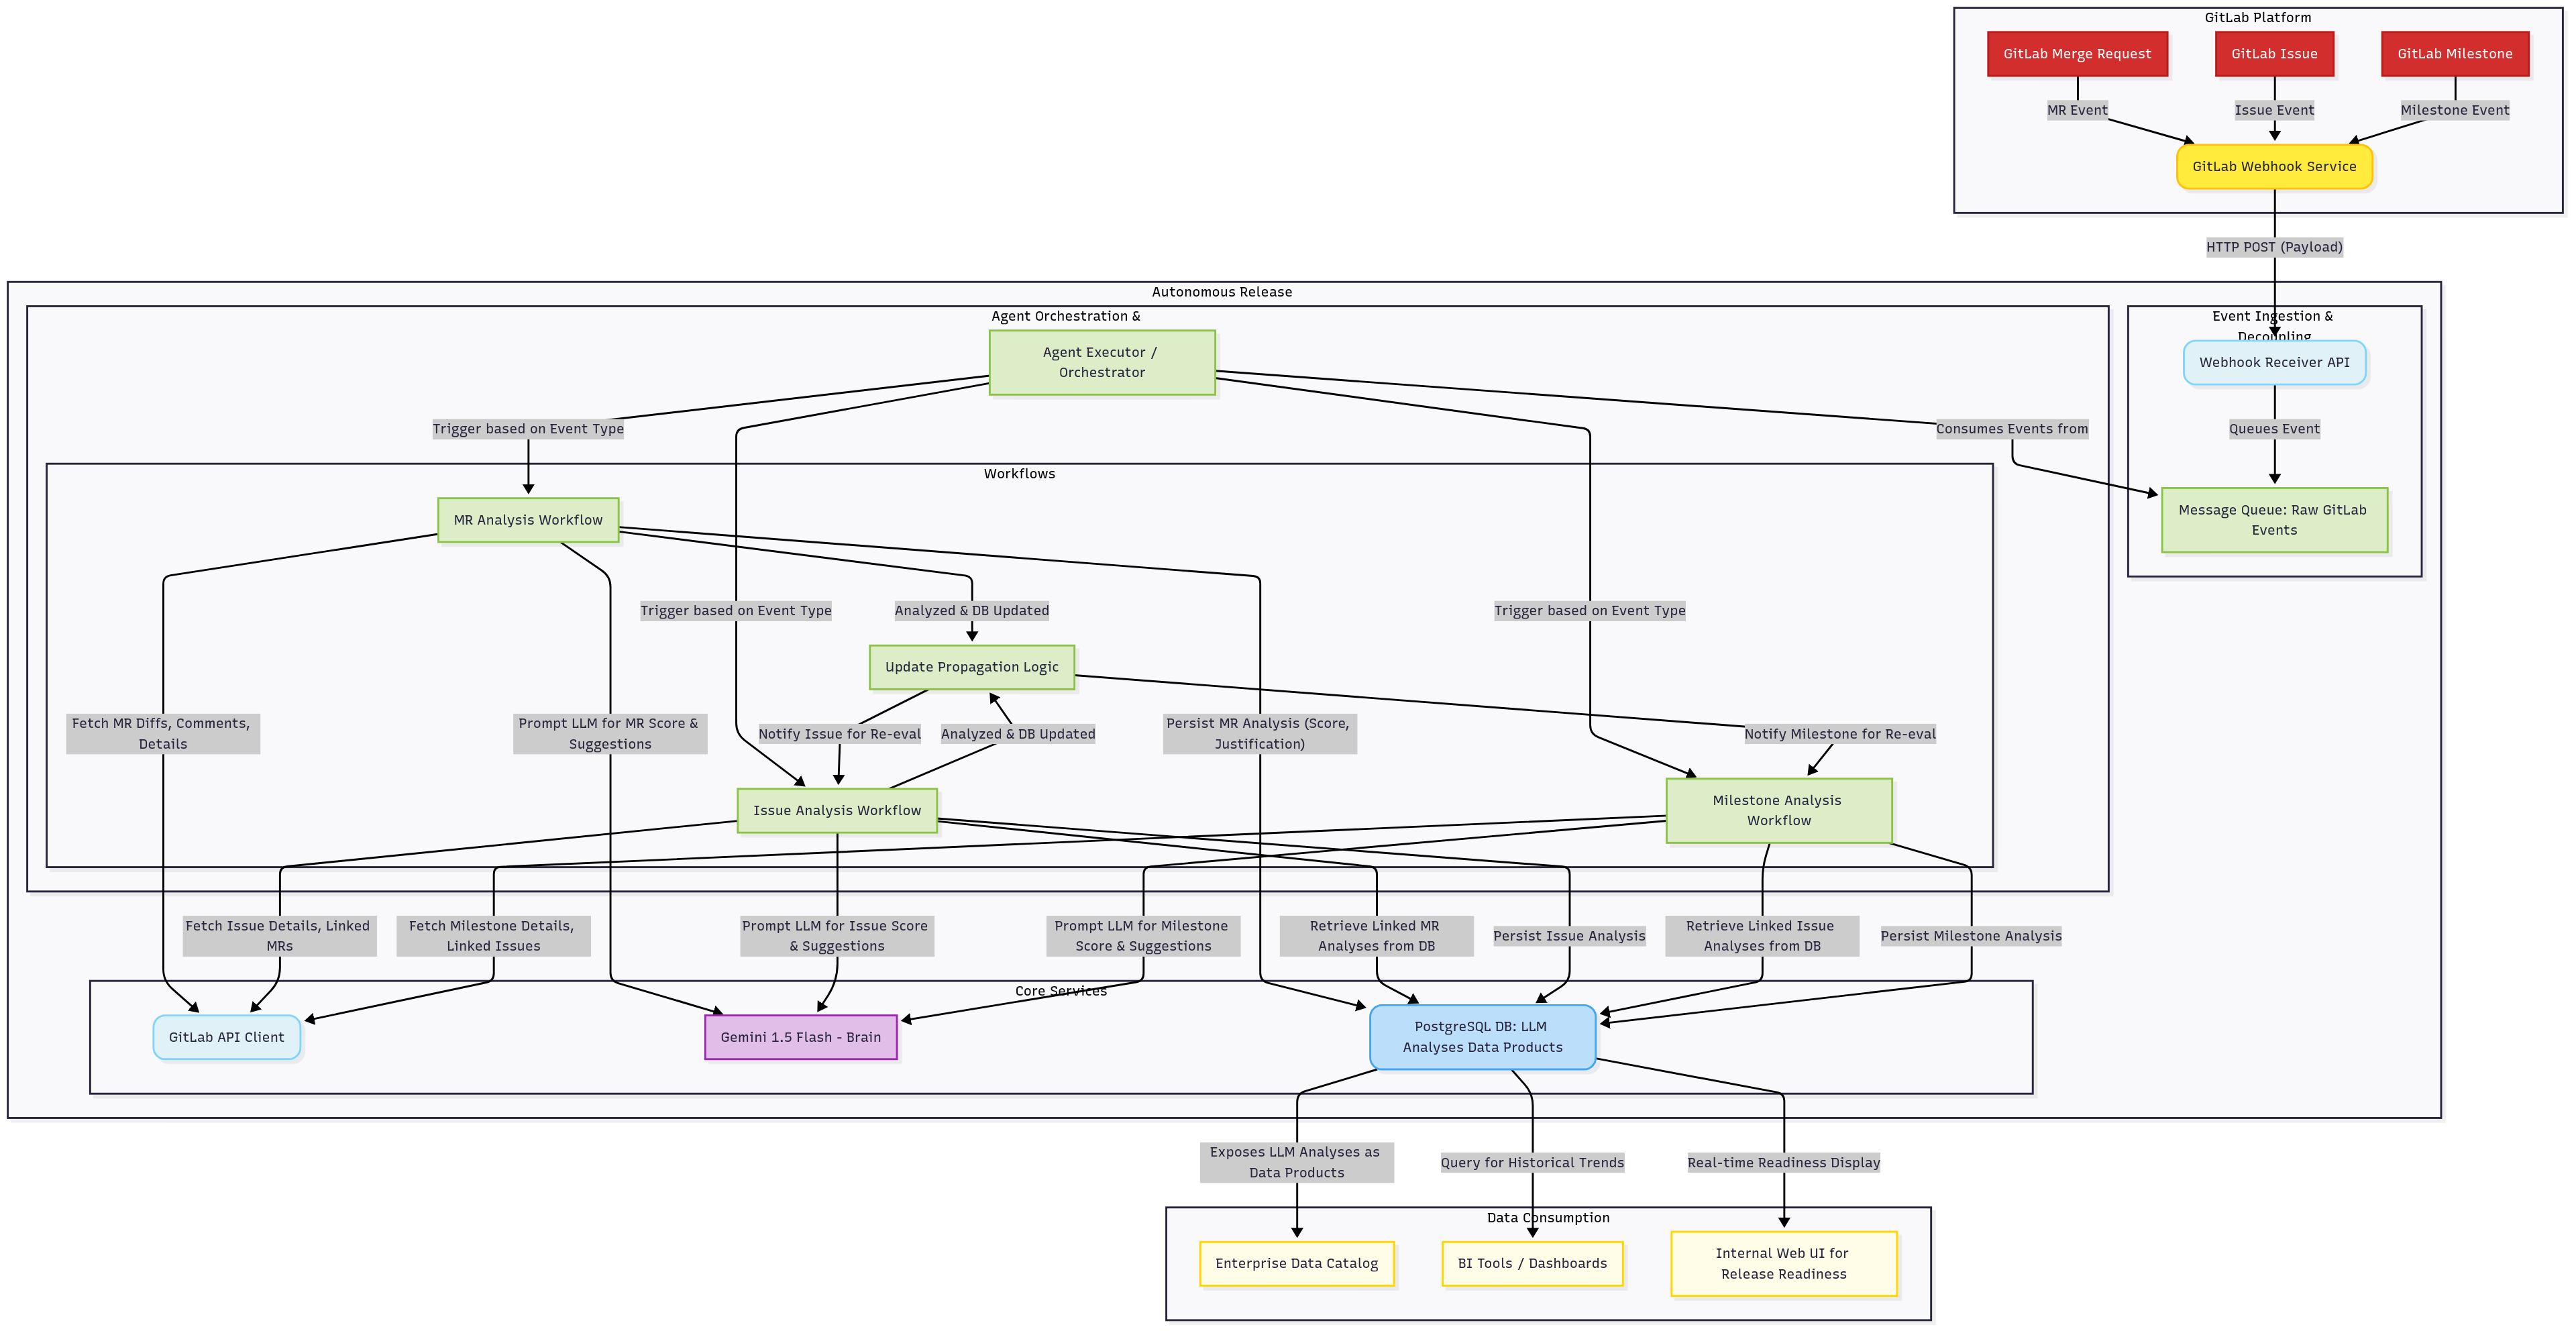 GitLab Platform
GitLab Merge Request
GitLab Issue
GitLab Milestone
MR Event
Issue Event
Milestone Event
GitLab Webhook Service
HTTP POST (Payload)
Autonomous Release
Agent Orchestration &
Event Ingestion &
Decoupling
Agent Executor /
Orchestrator
Webhook Receiver API
Trigger based on Event Type
Consumes Events from
Queues Event
Workflows
MR Analysis Workflow
Message Queue: Raw GitLab
Events
Trigger based on Event Type
Analyzed & DB Updated
Trigger based on Event Type
Update Propagation Logic
Fetch MR Diffs, Comments,
Details
Prompt LLM for MR Score &
Suggestions
Notify Issue for Re-eval
Analyzed & DB Updated
Persist MR Analysis (Score,
Justification)
Notify Milestone for Re-eval
Issue Analysis Workflow
Milestone Analysis
Workflow
Fetch Issue Details, Linked
MRs
Fetch Milestone Details,
Linked Issues
Prompt LLM for Issue Score
& Suggestions
Prompt LLM for Milestone
Score & Suggestions
Retrieve Linked MR
Analyses from DB
Persist Issue Analysis
Retrieve Linked Issue
Analyses from DB
Persist Milestone Analysis
Core Services
GitLab API Client
Gemini 1.5 Flash - Brain
PostgreSQL DB: LLM
Analyses Data Products
Exposes LLM Analyses as
Data Products
Query for Historical Trends
Real-time Readiness Display
Data Consumption
Enterprise Data Catalog
BI Tools / Dashboards
Internal Web UI for
Release Readiness